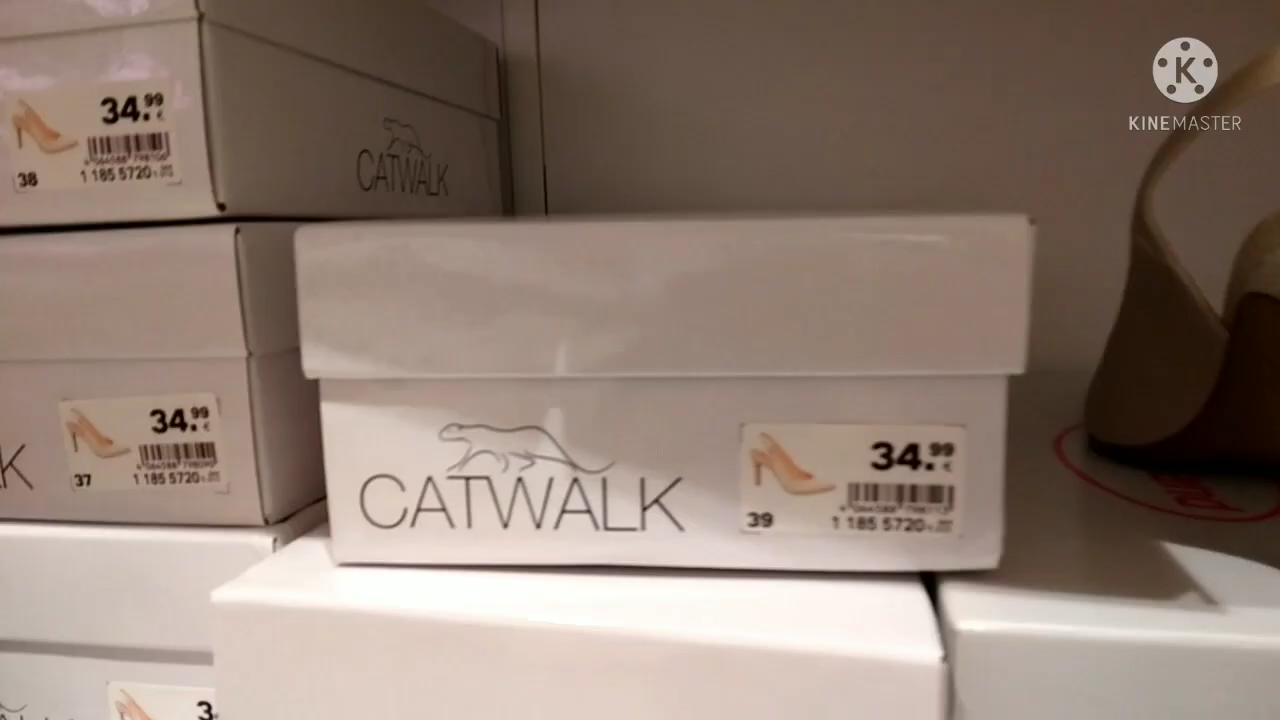 34.99
€
38
1 185 5720
CATWALK
KINEMASTER
34.99
€
37
1 185 5720
K
CATWALK
34.99
€
39
1 185 5720
3